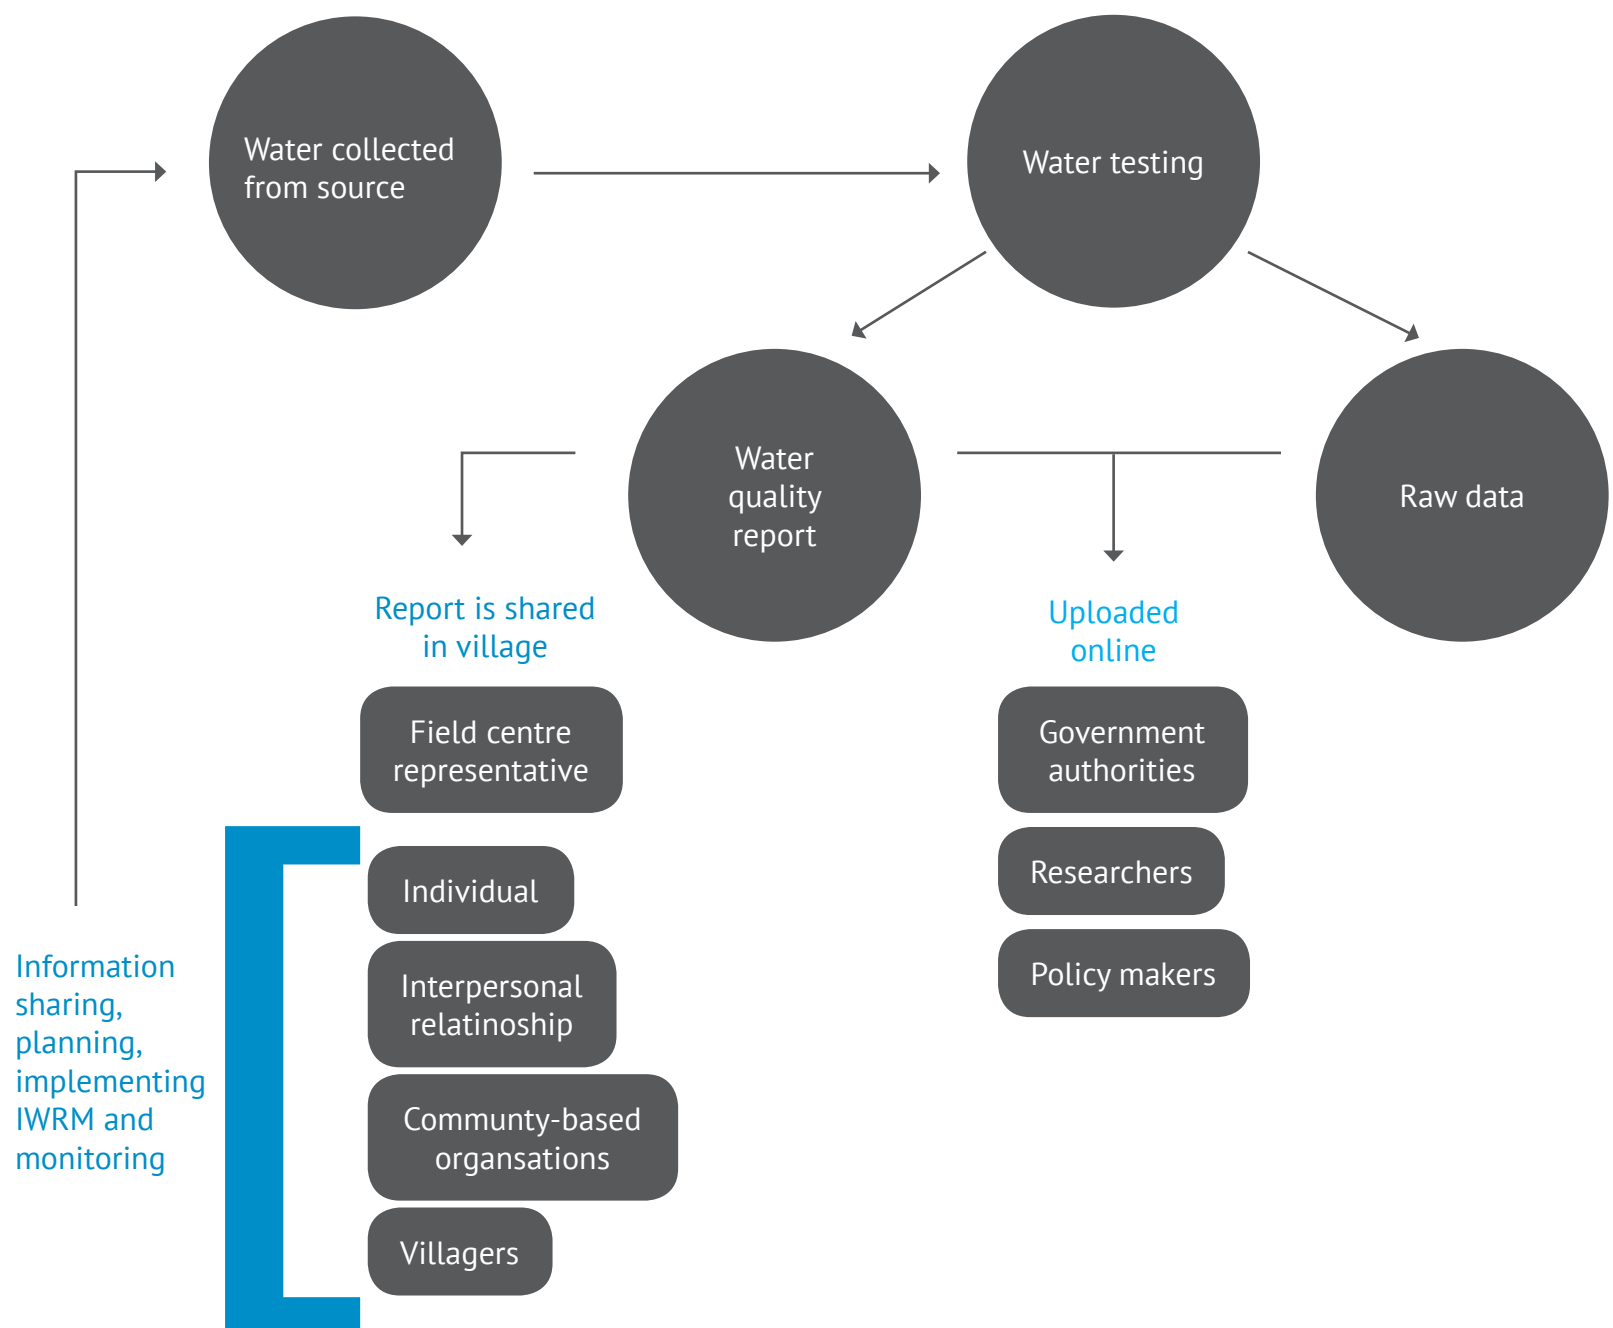 Water collected
from source
Water testing
Water
quality
report
Raw data
Report is shared
in village
Uploaded
online
Field centre
representative
Individual
Interpersonal
relatinoship
Communty-based
organsations
Villagers
Government
authorities
Researchers
Policy makers
Information
sharing,
planning,
implementing
IWRM and
monitoring